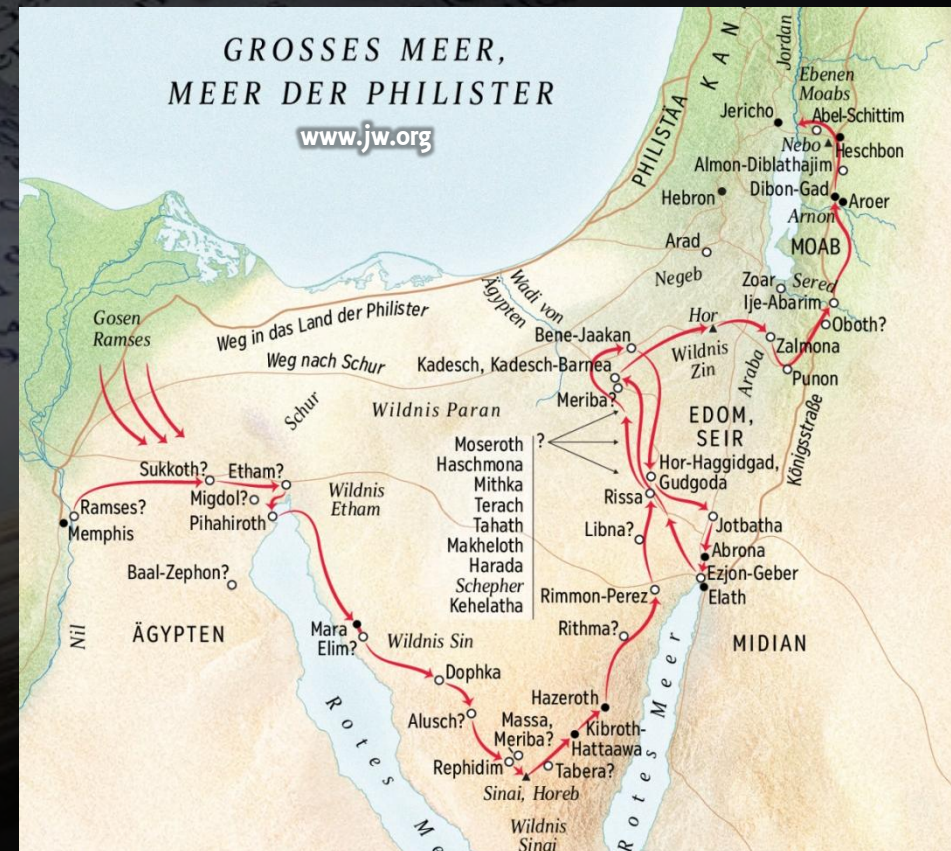 GROSSES MEER,
MEER DER PHILISTER
www.jw.org
PHILISTÄA
KAN
Jordan
Ebenen
Moabs
Jericho
Abel-Schittim
Nebo
Heschbon
Almon-Diblathajim
Dibon-Gad
Hebron
Aroer
Arnon
Arad
MOAB
Negeb
Zoar
Sered
Ije-Abarim
Wadi von
Ägypten
Gosen
Ramses
Weg in das Land der Philister
Hor
Oboth?
Bene-Jaakan
Zalmona
Weg nach Schur
Kadesch, Kadesch-Barnea
Wildnis
Zin
Araba
Punon
Meriba?
Schur
Wildnis Paran
EDOM,
SEIR
Königsstraße
Moseroth
?
Haschmona
Mithka
Terach
Tahath
Makheloth
Harada
Schepher
Kehelatha
Hor-Haggidgad,
Gudgoda
Sukkoth?
Etham?
Rissa
Migdol?
Wildnis
Etham
Ramses?
Pihahiroth
Memphis
Jotbatha
Libna?
Abrona
Baal-Zephon?
Ezjon-Geber
Elath
Rimmon-Perez
Nil
ÄGYPTEN
Mara
Elim?
Wildnis Sin
Rithma?
MIDIAN
Dophka
Hazeroth
Alusch?
Massa,
Meriba?
Kibroth-
Hattaawa
Rephidim
Tabera?
Sinai, Horeb
Rotes Me
Rotes Meer
Wildnis
Sinai